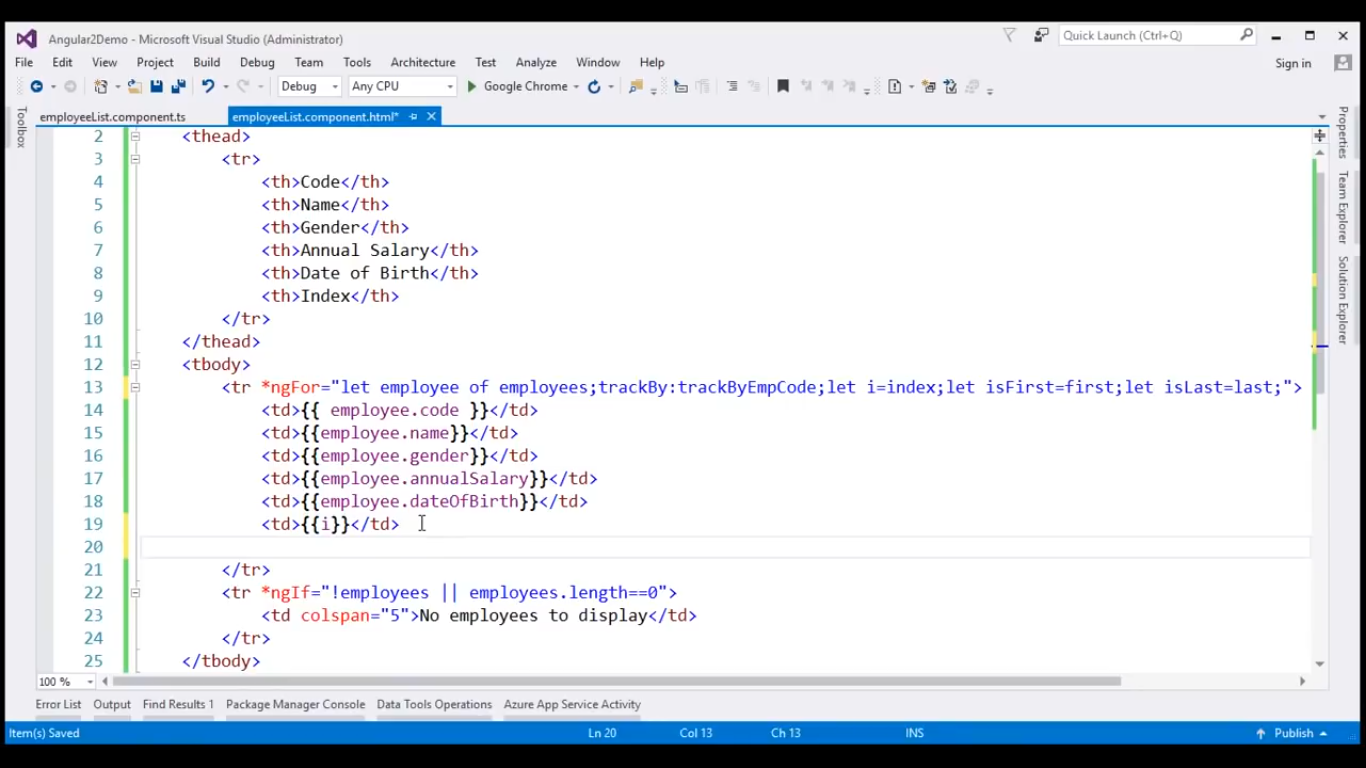 Angular2Demo - Microsoft Visual Studio (Administrator)
Quick Launch (Ctrl+Q)
File Edit View Project Build Debug Team Tools Architecture Test Analyze Window Help
Sign in
Debug Any CPU Google Chrome
employeeList.component.ts employeeList.component.html*
Toolbox
Properties
Team Explorer
Solution Explorer
2 <thead>
3 <tr>
4 <th>Code</th>
5 <th>Name</th>
6 <th>Gender</th>
7 <th>Annual Salary</th>
8 <th>Date of Birth</th>
9 <th>Index</th>
10 </tr>
11 </thead>
12 <tbody>
13 <tr *ngFor="let employee of employees;trackBy:trackByEmpCode;let i=index;let isFirst=first;let isLast=last;">
14 <td>{{ employee.code }}</td>
15 <td>{{employee.name}}</td>
16 <td>{{employee.gender}}</td>
17 <td>{{employee.annualSalary}}</td>
18 <td>{{employee.dateOfBirth}}</td>
19 <td>{{i}}</td>
20
21 </tr>
22 <tr *ngIf="!employees || employees.length==0">
23 <td colspan="5">No employees to display</td>
24 </tr>
25 </tbody>
100 %
Error List Output Find Results 1 Package Manager Console Data Tools Operations Azure App Service Activity
Item(s) Saved Ln 20 Col 13 Ch 13 INS Publish